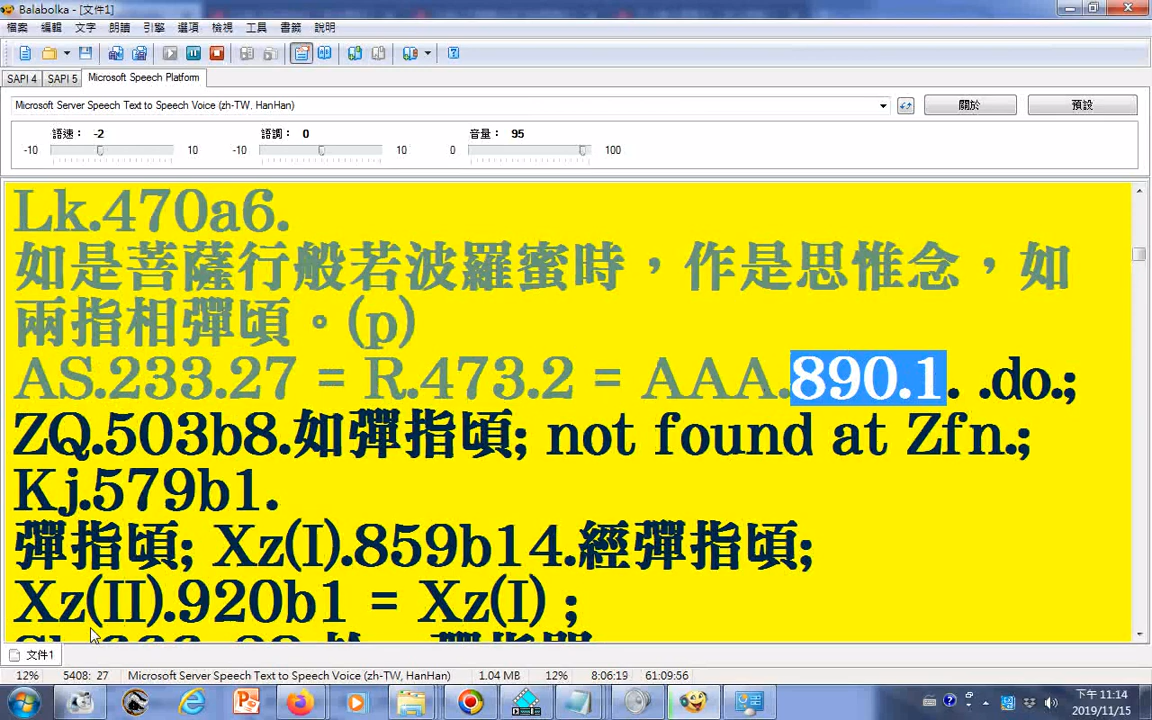 Balabolka - [文件1]
檔案 編輯 文字 朗讀 引擎 選項 檢視 工具 書籤 說明
SAPI 4 SAPI 5 Microsoft Speech Platform
Microsoft Server Speech Text to Speech Voice (zh-TW, HanHan) 關於 預設
語速： -2 語調： 0 音量： 95
-10 10 -10 10 0 100
Lk.470a6.
如是菩薩行般若波羅蜜時，作是思惟念，如
兩指相彈頃。(p)
AS.233.27 = R.473.2 = AAA.890.1. .do.;
ZQ.503b8.如彈指頃; not found at Zfn.;
Kj.579b1.
彈指頃; Xz(I).859b14.經彈指頃;
Xz(II).920b1 = Xz(I) ;
文件1
12% 5408: 27 Microsoft Server Speech Text to Speech Voice (zh-TW, HanHan) 1.04 MB 12% 8:06:19 61:09:56
下午 11:14
2019/11/15